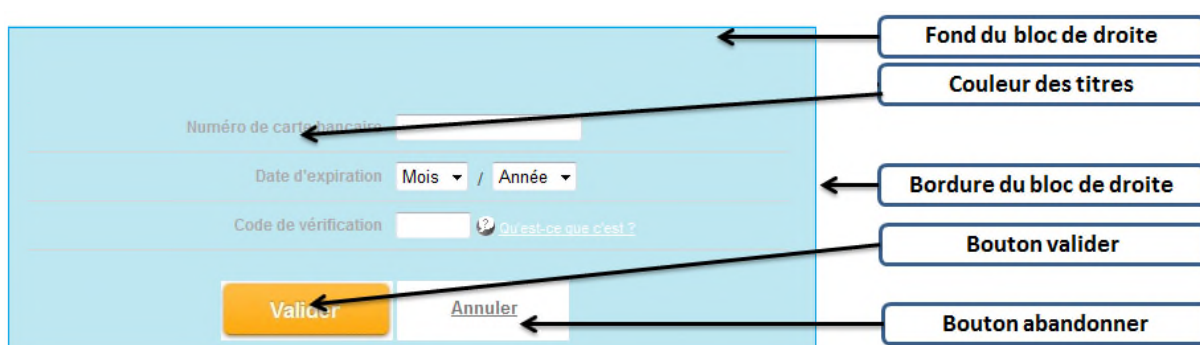 Fond du bloc de droite
Couleur des titres
Numéro de carte bancaire
Date d'expiration Mois / Année
Bordure du bloc de droite
Code de vérification ? Qu'est-ce que c'est ?
Bouton valider
Valider Annuler
Bouton abandonner